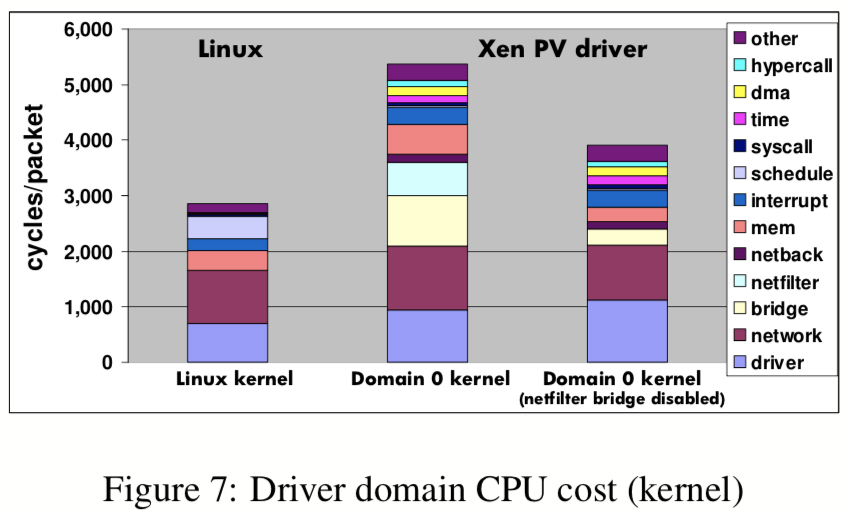 6,000
5,000
4,000
3,000
2,000
1,000
0
cycles/packet
Linux
Xen PV driver
Linux kernel
Domain 0 kernel
Domain 0 kernel
(netfilter bridge disabled)
other
hypercall
dma
time
syscall
schedule
interrupt
mem
netback
netfilter
bridge
network
driver
Figure 7: Driver domain CPU cost (kernel)